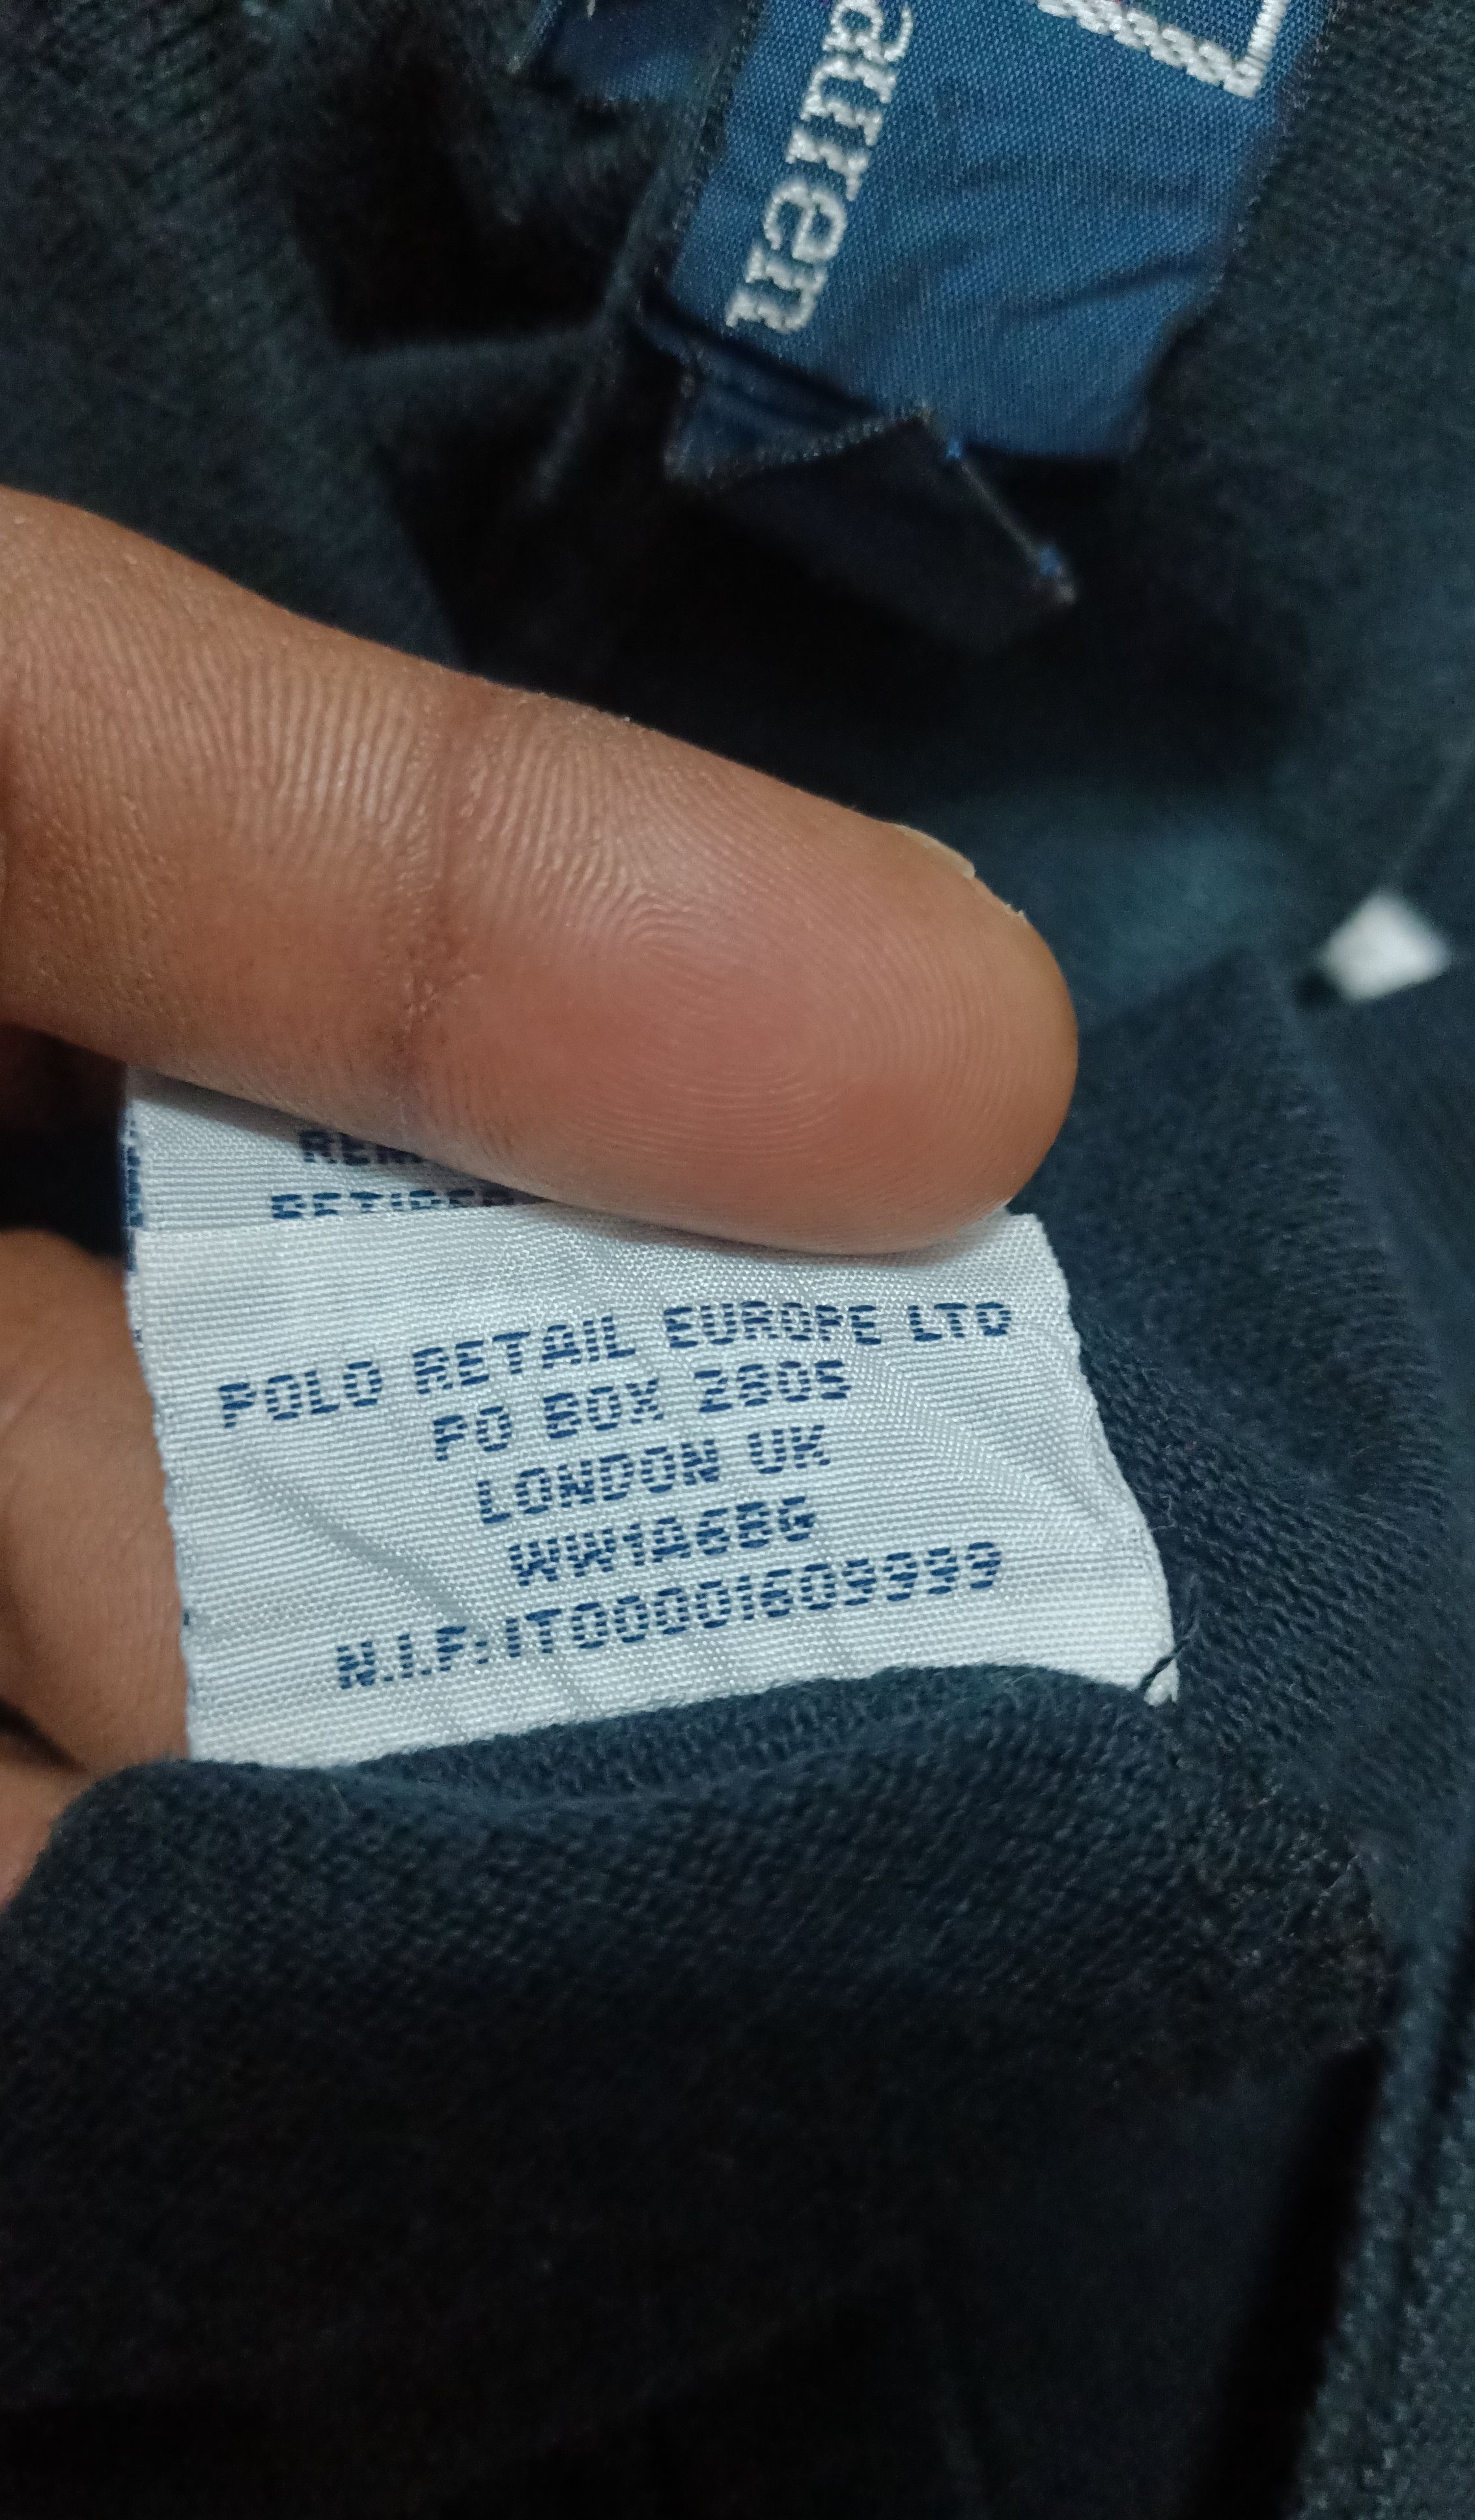 auren
POLO RETAIL EUROPE LTD
PO BOX 2805
LONDON UK
WW1A6BG
N.I.F: IT00001609999